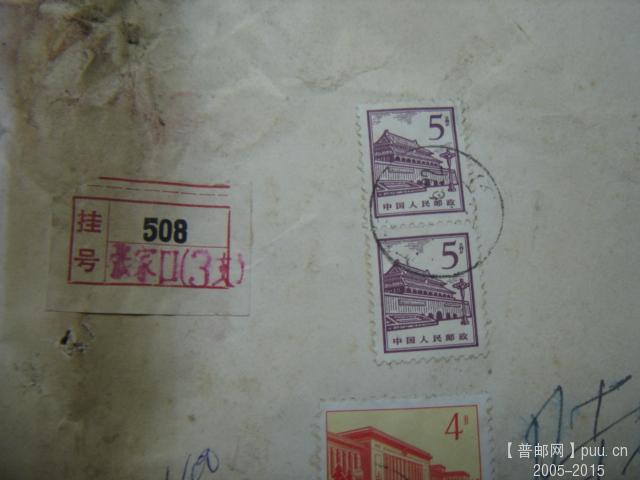 5分
中国人民邮政
挂号
508
张家口(3支)
5分
中国人民邮政
4分
100
【普邮网】puu.cn
2005-2015